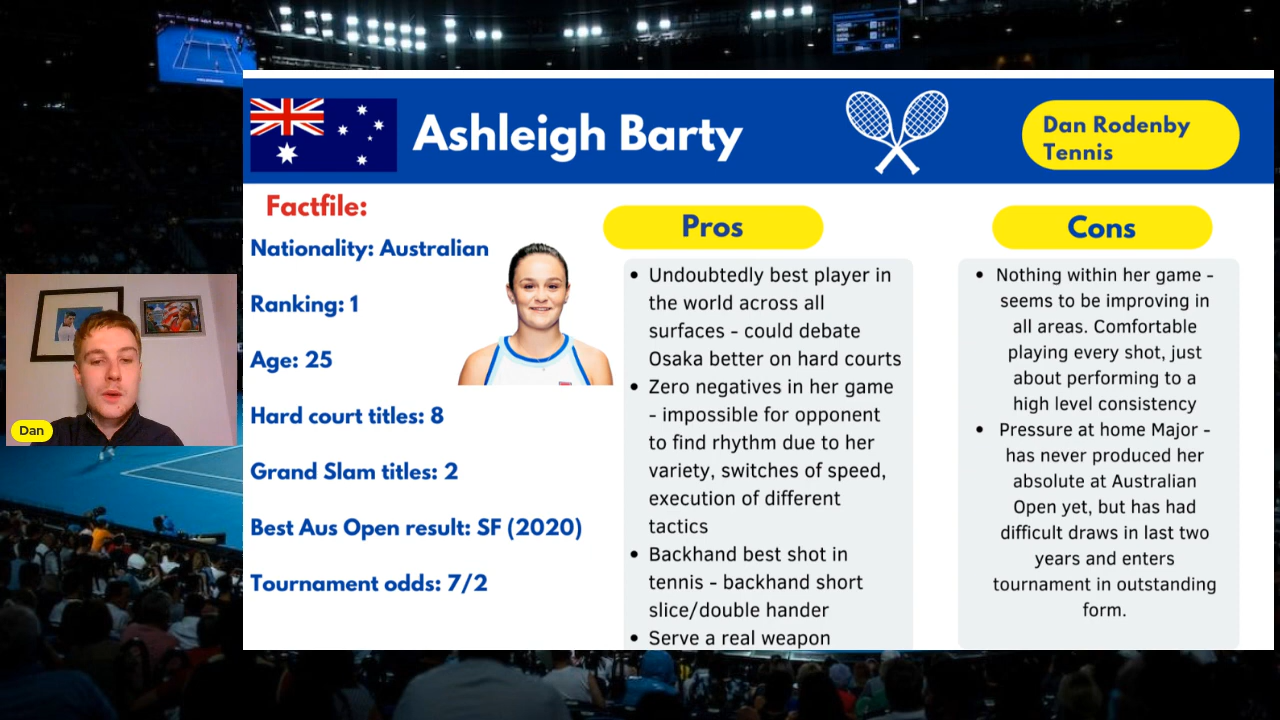 Ashleigh Barty
Dan Rodenby
Tennis
Factfile:
Nationality: Australian
Ranking: 1
Age: 25
Hard court titles: 8
Grand Slam titles: 2
Best Aus Open result: SF (2020)
Tournament odds: 7/2
Pros
• Undoubtedly best player in
the world across all
surfaces - could debate
Osaka better on hard courts
• Zero negatives in her game
- impossible for opponent
to find rhythm due to her
variety, switches of speed,
execution of different
tactics
• Backhand best shot in
tennis - backhand short
slice/double hander
• Serve a real weapon
Cons
• Nothing within her game -
seems to be improving in
all areas. Comfortable
playing every shot, just
about performing to a
high level consistency
• Pressure at home Major -
has never produced her
absolute at Australian
Open yet, but has had
difficult draws in last two
years and enters
tournament in outstanding
form.
Dan